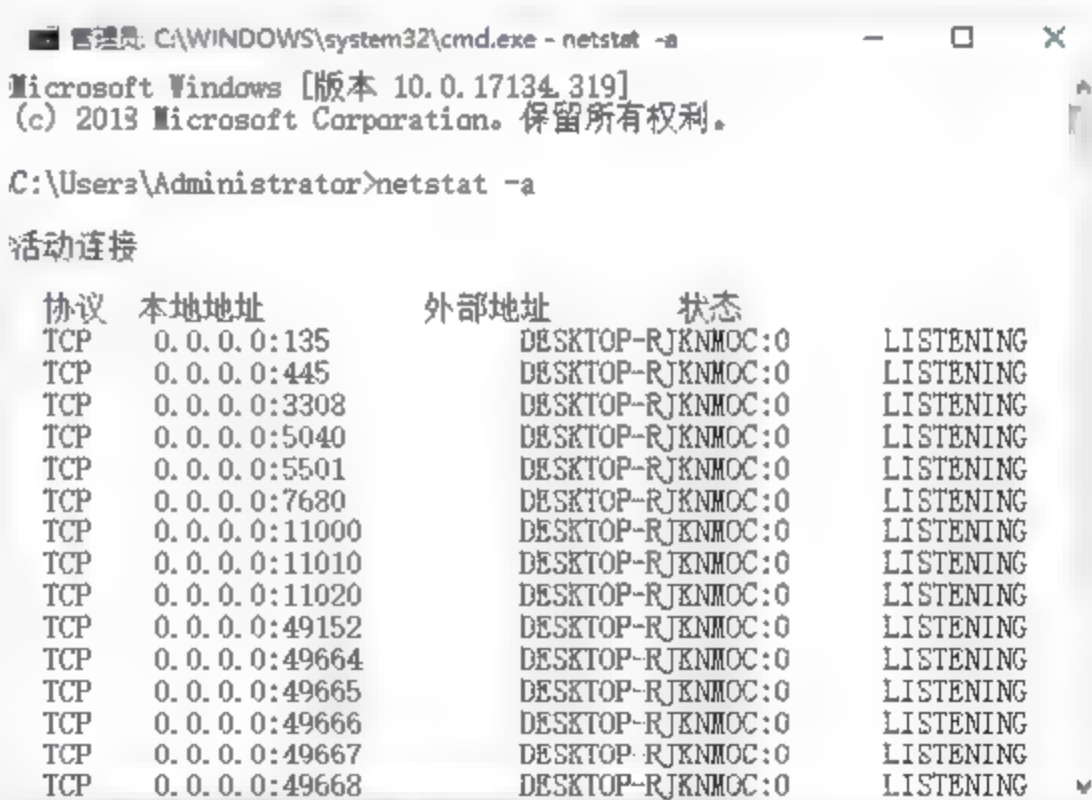 管理员: C:\WINDOWS\system32\cmd.exe - netstat -a
Microsoft Windows [版本 10.0.17134.319]
(c) 2018 Microsoft Corporation。保留所有权利。
C:\Users\Administrator>netstat -a
活动连接
协议 本地地址 外部地址 状态
TCP 0.0.0.0:135 DESKTOP-RJKNMOC:0 LISTENING
TCP 0.0.0.0:445 DESKTOP-RJKNMOC:0 LISTENING
TCP 0.0.0.0:3308 DESKTOP-RJKNMOC:0 LISTENING
TCP 0.0.0.0:5040 DESKTOP-RJKNMOC:0 LISTENING
TCP 0.0.0.0:5501 DESKTOP-RJKNMOC:0 LISTENING
TCP 0.0.0.0:7680 DESKTOP-RJKNMOC:0 LISTENING
TCP 0.0.0.0:11000 DESKTOP-RJKNMOC:0 LISTENING
TCP 0.0.0.0:11010 DESKTOP-RJKNMOC:0 LISTENING
TCP 0.0.0.0:11020 DESKTOP-RJKNMOC:0 LISTENING
TCP 0.0.0.0:49152 DESKTOP-RJKNMOC:0 LISTENING
TCP 0.0.0.0:49664 DESKTOP-RJKNMOC:0 LISTENING
TCP 0.0.0.0:49665 DESKTOP-RJKNMOC:0 LISTENING
TCP 0.0.0.0:49666 DESKTOP-RJKNMOC:0 LISTENING
TCP 0.0.0.0:49667 DESKTOP-RJKNMOC:0 LISTENING
TCP 0.0.0.0:49668 DESKTOP-RJKNMOC:0 LISTENING